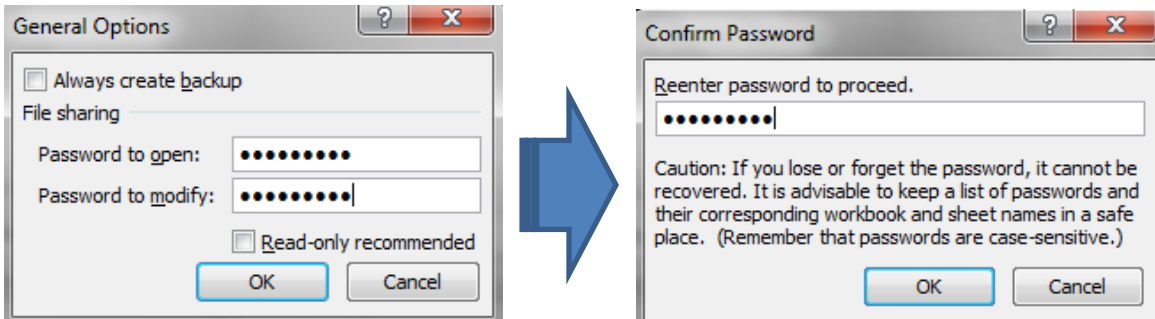 General Options
?
X
Always create backup
File sharing
Password to open: •••••••••
Password to modify: •••••••••
Read-only recommended
OK Cancel
Confirm Password
?
X
Reenter password to proceed.
•••••••••
Caution: If you lose or forget the password, it cannot be
recovered. It is advisable to keep a list of passwords and
their corresponding workbook and sheet names in a safe
place. (Remember that passwords are case-sensitive.)
OK Cancel